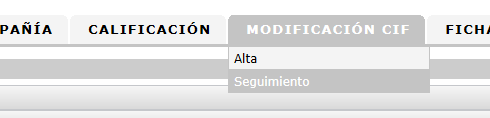 PAÑÍA CALIFICACIÓN MODIFICACIÓN CIF FICHA
Alta
Seguimiento